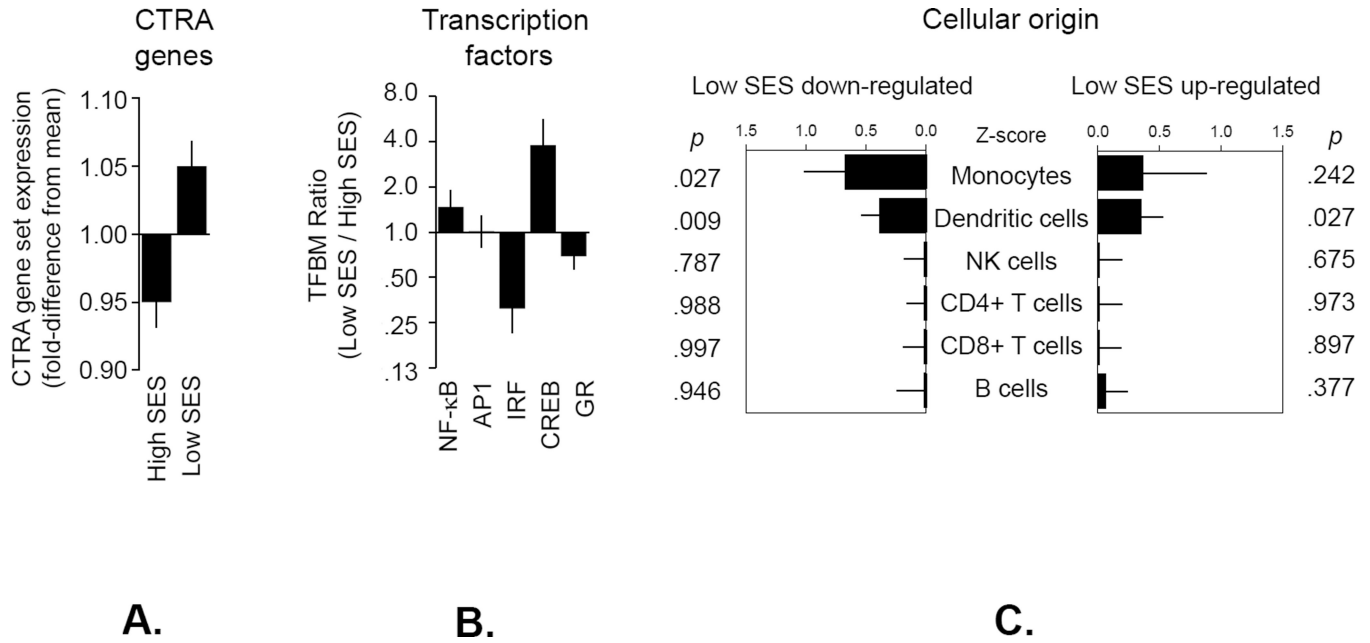 CTRA
genes
CTRA gene set expression
(fold-difference from mean)
1.10
1.05
1.00
0.95
0.90
High SES
Low SES
A.
Transcription
factors
TFBM Ratio
(Low SES / High SES)
8.0
4.0
2.0
1.0
.50
.25
.13
NF-κB
AP1
IRF
CREB
GR
B.
Cellular origin
Low SES down-regulated
Low SES up-regulated
p
1.5 1.0 0.5 0.0
Z-score
0.0 0.5 1.0 1.5
p
.027 Monocytes .242
.009 Dendritic cells .027
.787 NK cells .675
.988 CD4+ T cells .973
.997 CD8+ T cells .897
.946 B cells .377
C.